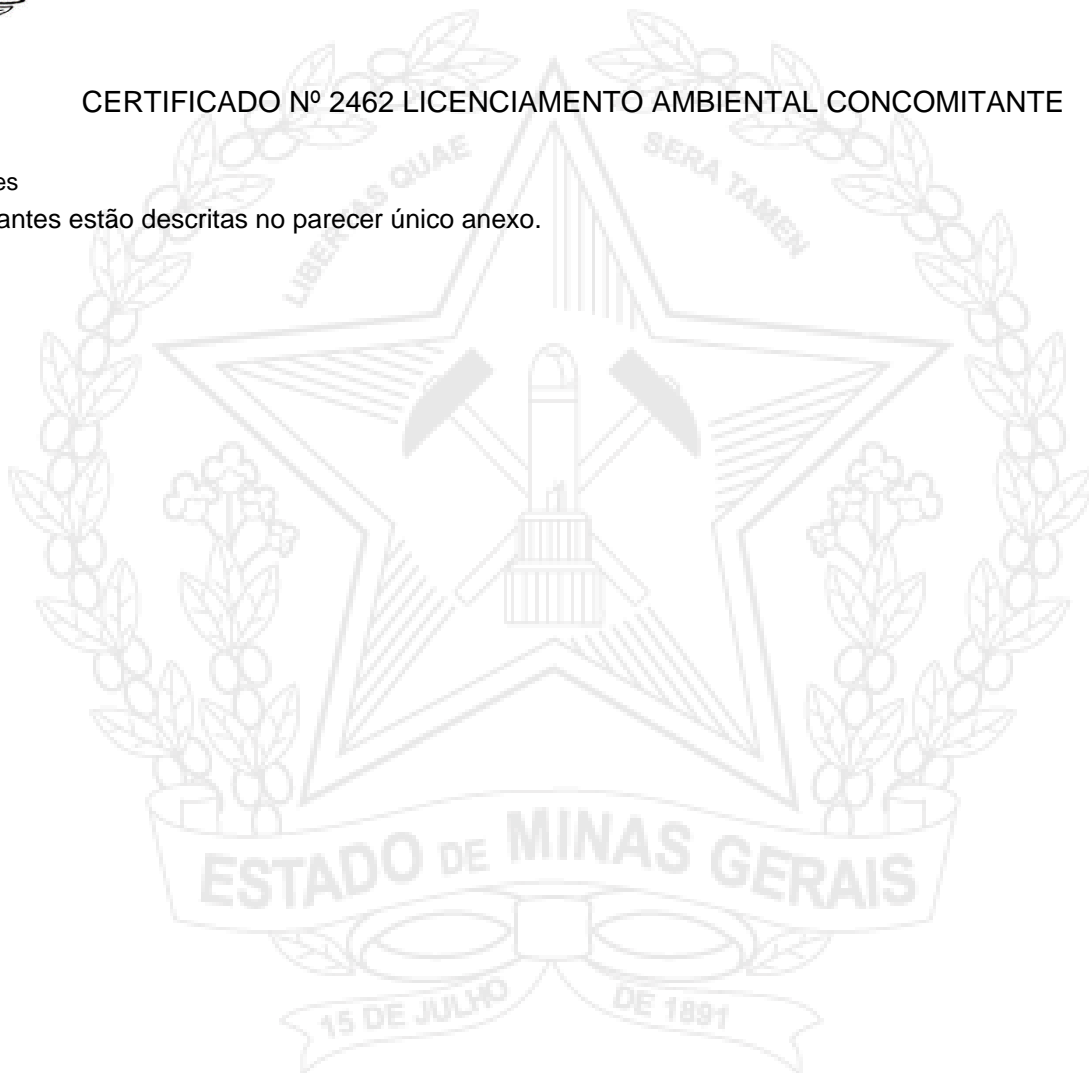 CERTIFICADO Nº 2462 LICENCIAMENTO AMBIENTAL CONCOMITANTE
es
antes estão descritas no parecer único anexo.
LIBERTAS QUAE SERA TAMEN
ESTADO DE MINAS GERAIS
15 DE JULHO DE 1891